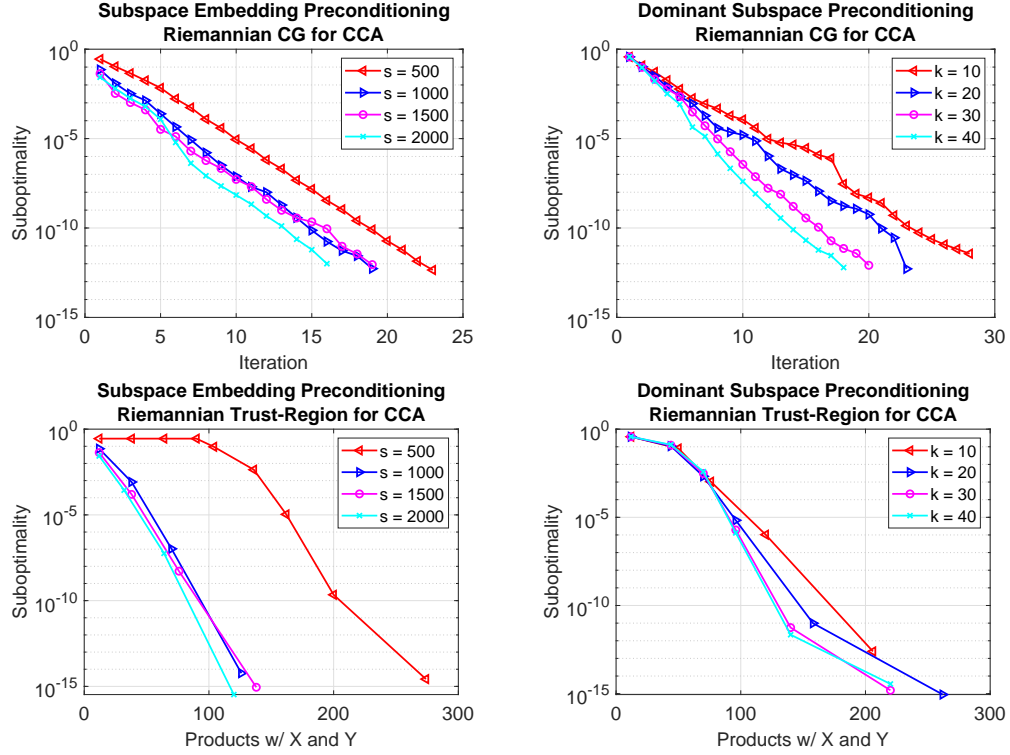 Subspace Embedding Preconditioning
Riemannian CG for CCA
10^0
10^-5
10^-10
10^-15
Suboptimality
0 5 10 15 20 25
Iteration
s = 500
s = 1000
s = 1500
s = 2000
Dominant Subspace Preconditioning
Riemannian CG for CCA
10^0
10^-5
10^-10
10^-15
Suboptimality
0 10 20 30
Iteration
k = 10
k = 20
k = 30
k = 40
Subspace Embedding Preconditioning
Riemannian Trust-Region for CCA
10^0
10^-5
10^-10
10^-15
Suboptimality
0 100 200 300
Products w/ X and Y
s = 500
s = 1000
s = 1500
s = 2000
Dominant Subspace Preconditioning
Riemannian Trust-Region for CCA
10^0
10^-5
10^-10
10^-15
Suboptimality
0 100 200 300
Products w/ X and Y
k = 10
k = 20
k = 30
k = 40